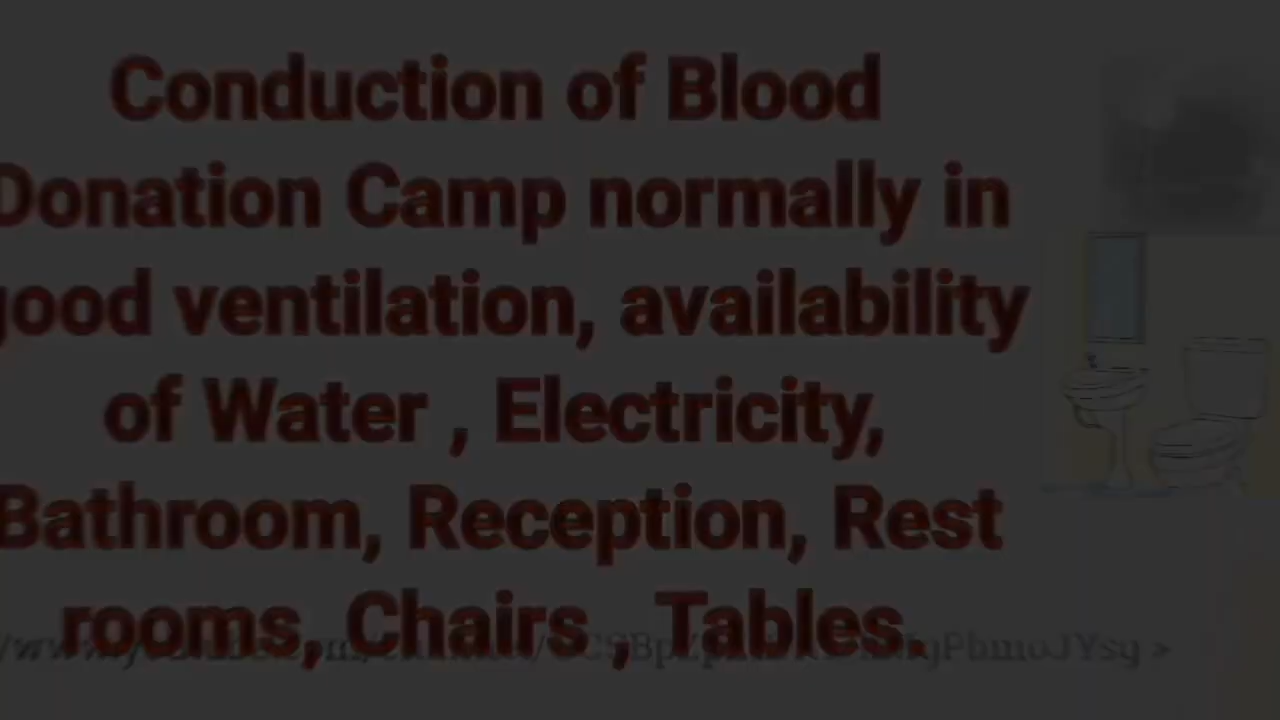 Conduction of Blood
Donation Camp normally in
good ventilation, availability
of Water , Electricity,
Bathroom, Reception, Rest
rooms, Chairs , Tables.